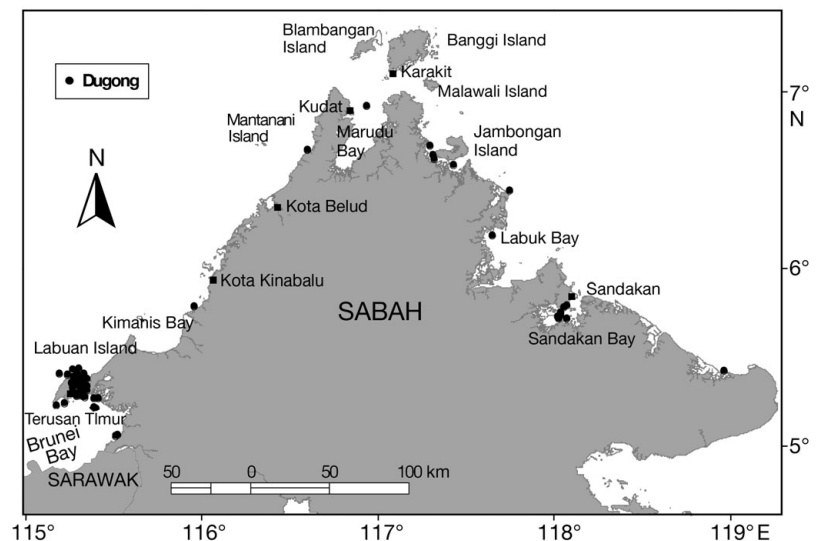 Blambangan
Island
Banggi Island
Karakit
Malawali Island
Dugong
7°
N
Kudat
Mantanani
Island
Marudu
Bay
Jambongan
Island
N
Kota Belud
Labuk Bay
6°
Kota Kinabalu
Sandakan
SABAH
Kimanis Bay
Sandakan Bay
Labuan Island
Terusan TImur
Brunei
Bay
5°
SARAWAK
50 0 50 100 km
115° 116° 117° 118° 119° E